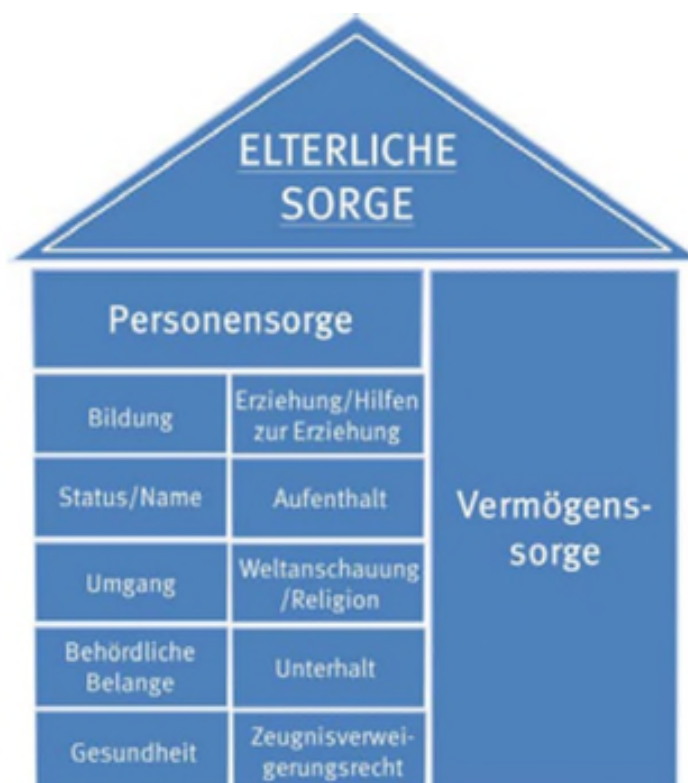 ELTERLICHE
SORGE
Personensorge
Bildung
Erziehung/Hilfen
zur Erziehung
Status/Name
Aufenthalt
Umgang
Weltanschauung
/Religion
Behördliche
Belange
Unterhalt
Gesundheit
Zeugnisverwei-
gerungsrecht
Vermögens-
sorge